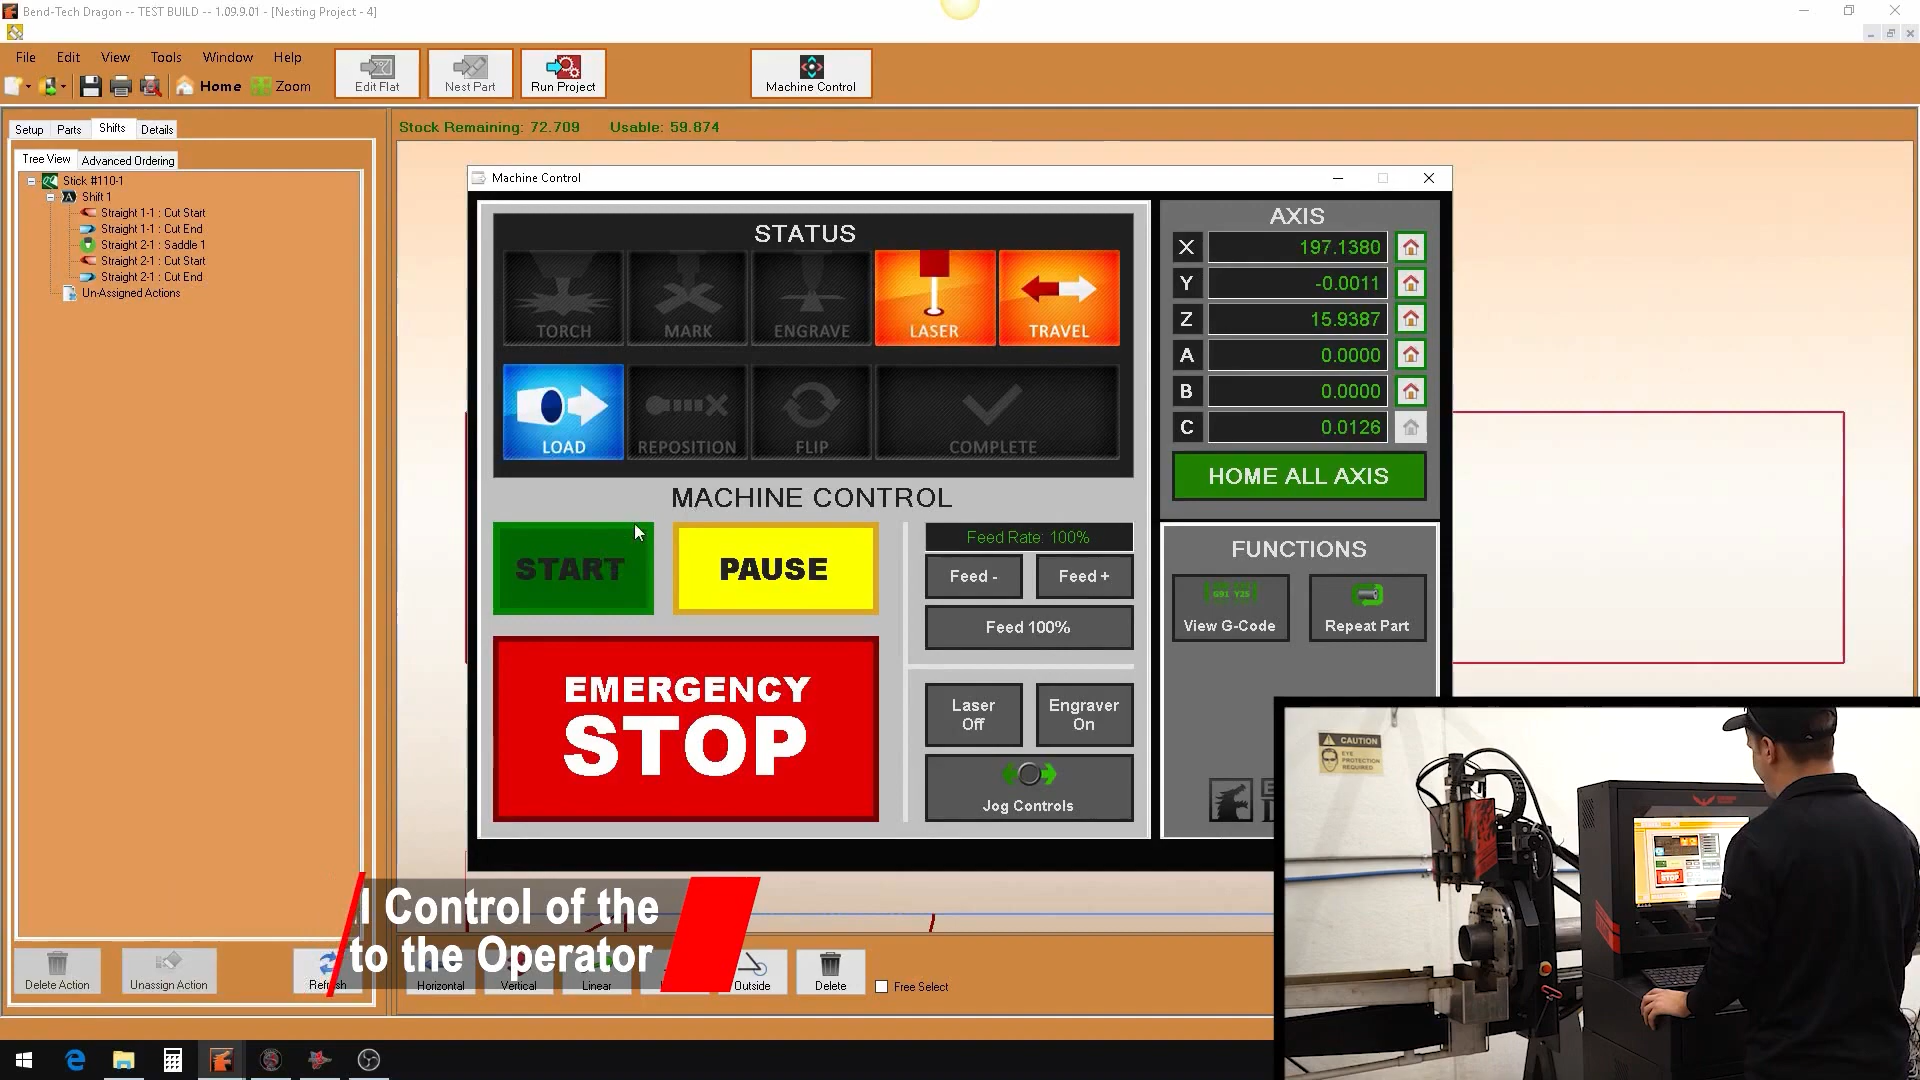 Bend-Tech Dragon -- TEST BUILD -- 1.09.9.01 - [Nesting Project - 4]
File Edit View Tools Window Help
Home Zoom
Edit Flat
Nest Part
Run Project
Machine Control
Setup Parts Shifts Details
Stock Remaining: 72.709 Usable: 59.874
Tree View Advanced Ordering
Stick #110-1
Shift 1
Straight 1-1 : Cut Start
Straight 1-1 : Cut End
Straight 2-1 : Saddle 1
Straight 2-1 : Cut Start
Straight 2-1 : Cut End
Un-Assigned Actions
Machine Control
STATUS
TORCH MARK ENGRAVE LASER TRAVEL
LOAD REPOSITION FLIP COMPLETE
MACHINE CONTROL
START PAUSE
EMERGENCY
STOP
Feed Rate: 100%
Feed - Feed +
Feed 100%
Laser
Off
Engraver
On
Jog Controls
AXIS
X 197.1380
Y -0.0011
Z 15.9387
A 0.0000
B 0.0000
C 0.0126
HOME ALL AXIS
FUNCTIONS
G91 Y25
View G-Code
Repeat Part
CAUTION
EYE
PROTECTION
REQUIRED
STOP
l Control of the
to the Operator
Delete Action Unassign Action Refresh
Horizontal Vertical Linear Outside Delete
Free Select